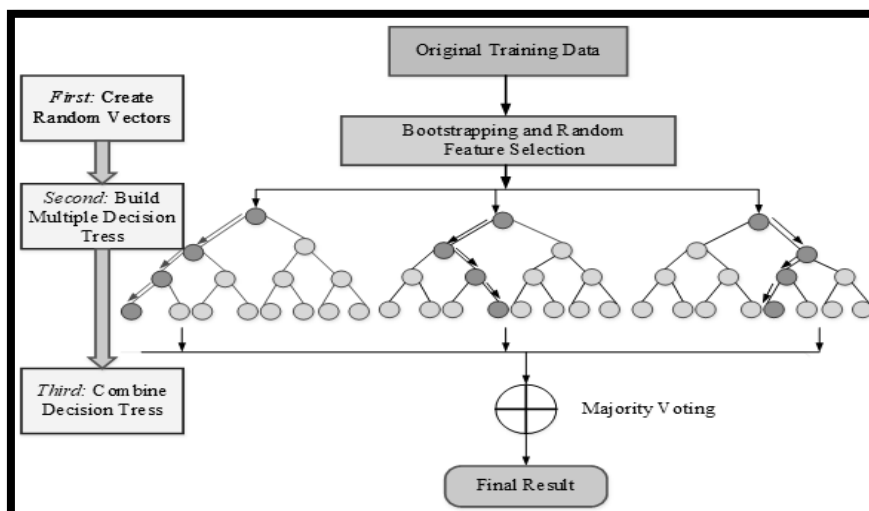 Original Training Data
First: Create
Random Vectors
Bootstrapping and Random
Feature Selection
Second: Build
Multiple Decision
Tress
Third: Combine
Decision Tress
Majority Voting
Final Result